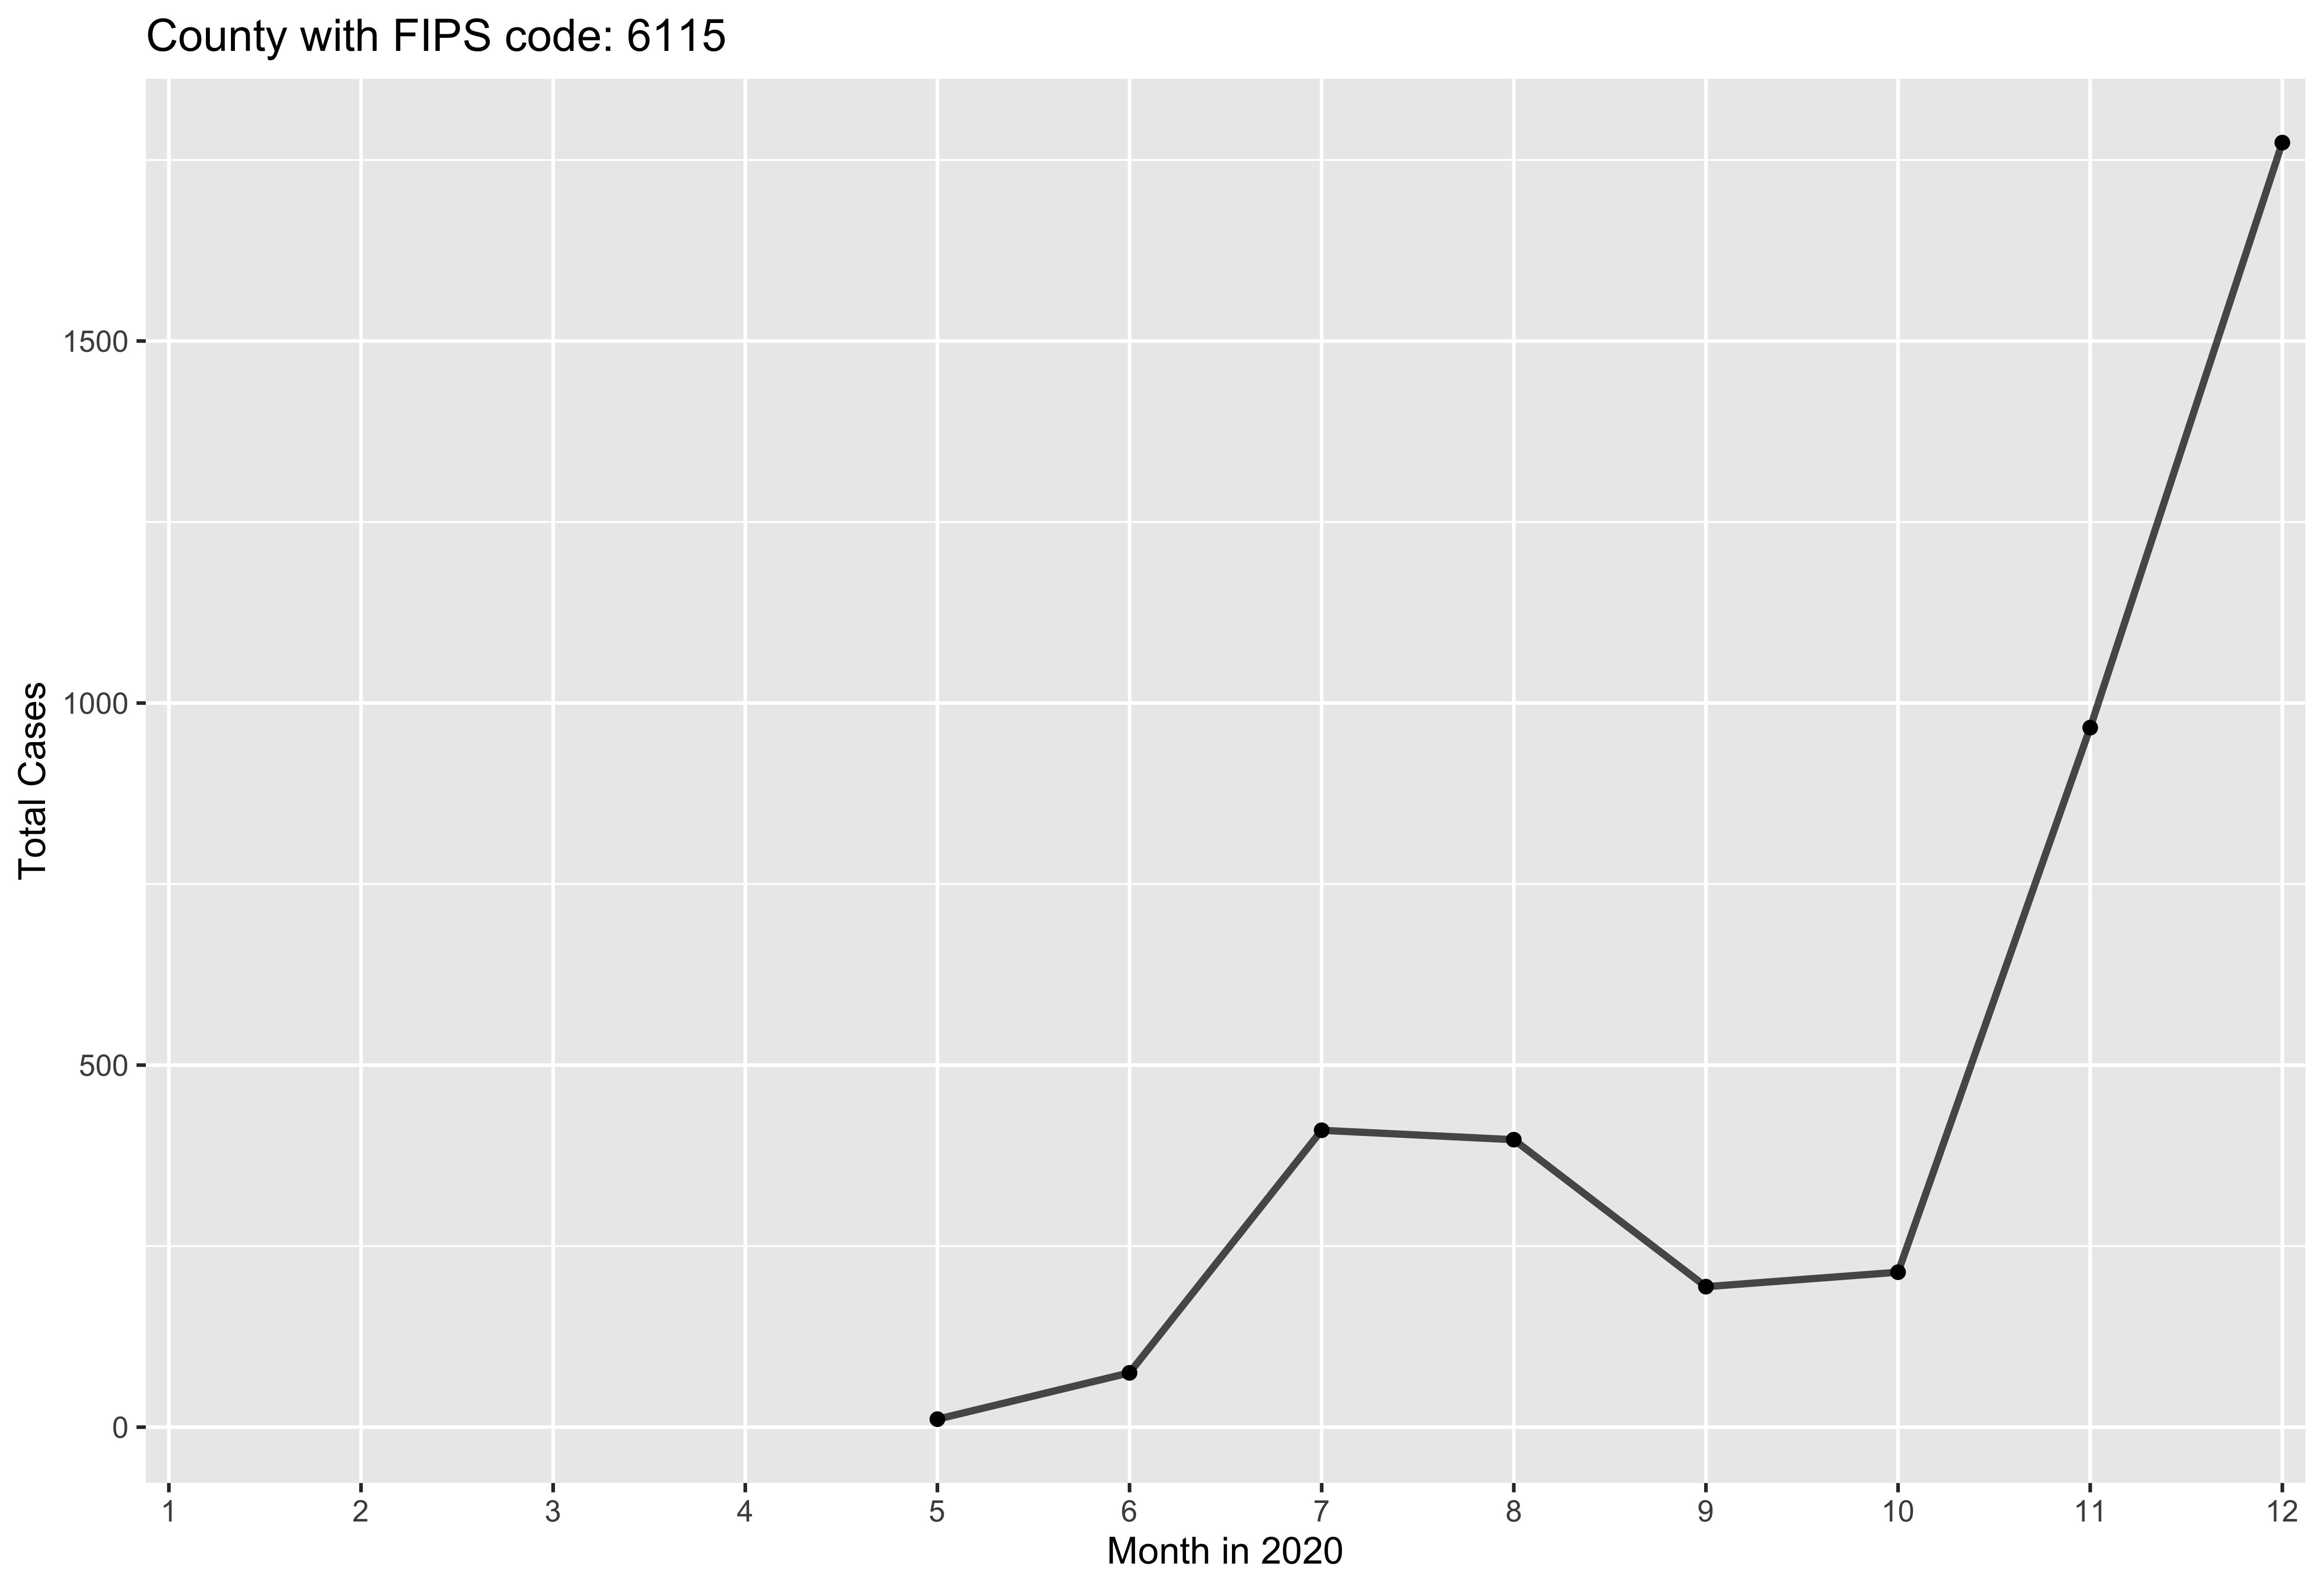 County with FIPS code: 6115
Total Cases
1500
1000
500
0
1 2 3 4 5 6 7 8 9 10 11 12
Month in 2020